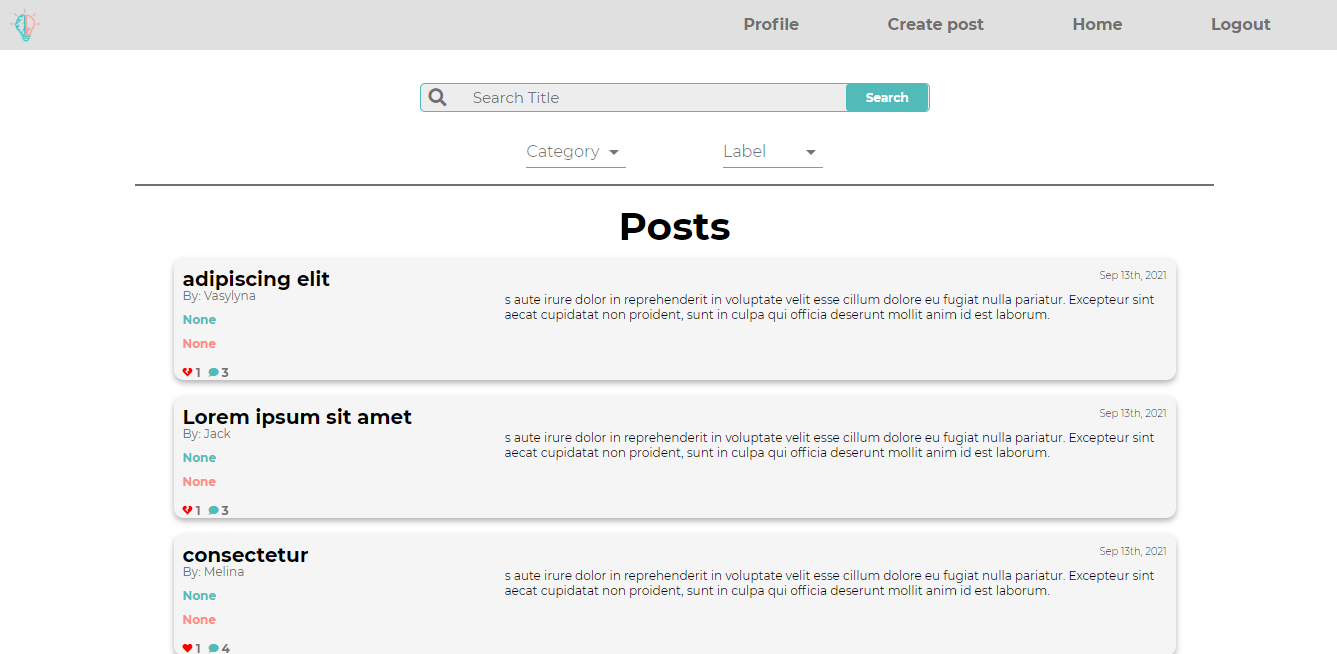 Profile Create post Home Logout
Search Title Search
Category Label
Posts
adipiscing elit
Sep 13th, 2021
By: Vasylyna
s aute irure dolor in reprehenderit in voluptate velit esse cillum dolore eu fugiat nulla pariatur. Excepteur sint
aecat cupidatat non proident, sunt in culpa qui officia deserunt mollit anim id est laborum.
None
None
1 3
Lorem ipsum sit amet
Sep 13th, 2021
By: Jack
s aute irure dolor in reprehenderit in voluptate velit esse cillum dolore eu fugiat nulla pariatur. Excepteur sint
aecat cupidatat non proident, sunt in culpa qui officia deserunt mollit anim id est laborum.
None
None
1 3
consectetur
Sep 13th, 2021
By: Melina
s aute irure dolor in reprehenderit in voluptate velit esse cillum dolore eu fugiat nulla pariatur. Excepteur sint
aecat cupidatat non proident, sunt in culpa qui officia deserunt mollit anim id est laborum.
None
None
1 4